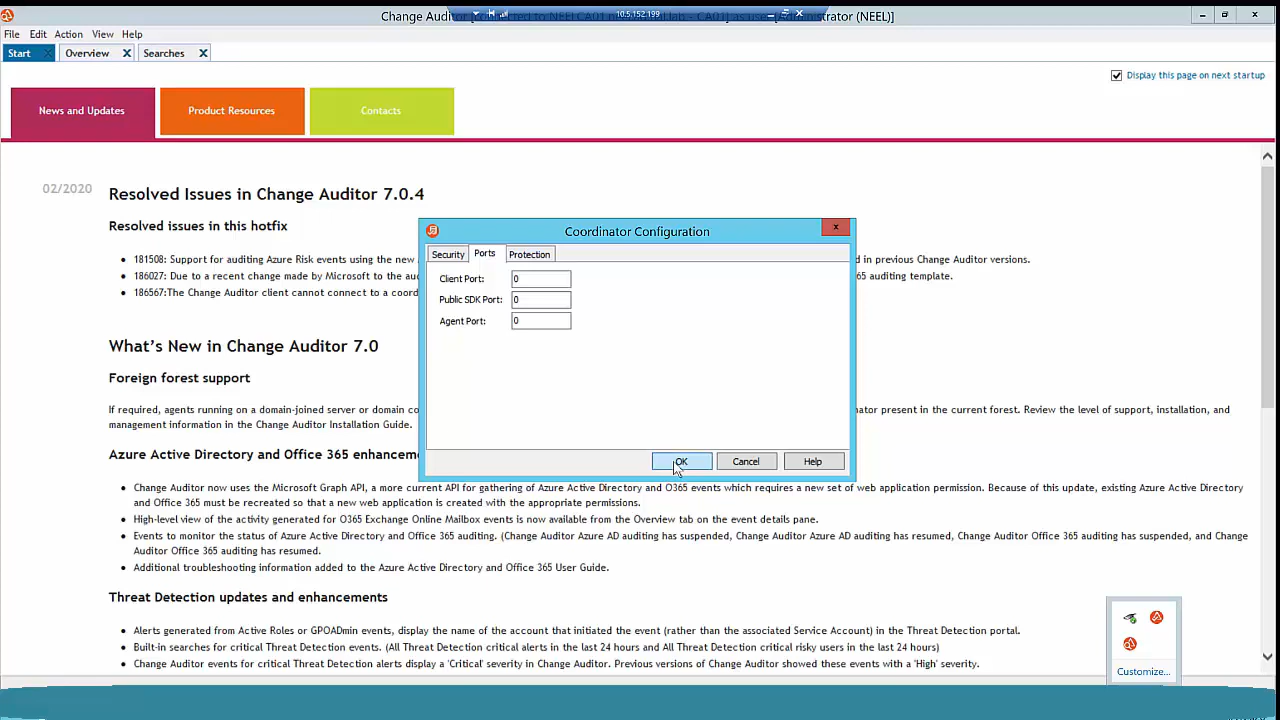 10.5.152.199
File Edit Action View Help
Start Overview Searches
Display this page on next startup
News and Updates Product Resources Contacts
02/2020 Resolved Issues in Change Auditor 7.0.4
Resolved issues in this hotfix
181508: Support for auditing Azure Risk events using the new
d in previous Change Auditor versions.
186027: Due to a recent change made by Microsoft to the au
65 auditing template.
186567:The Change Auditor client cannot connect to a coord
Coordinator Configuration
Security Ports Protection
Client Port: 0
Public SDK Port: 0
Agent Port: 0
OK Cancel Help
What's New in Change Auditor 7.0
Foreign forest support
If required, agents running on a domain-joined server or domain co
nator present in the current forest. Review the level of support, installation, and
management information in the Change Auditor Installation Guide.
Azure Active Directory and Office 365 enhanceme
Change Auditor now uses the Microsoft Graph API, a more current API for gathering of Azure Active Directory and O365 events which requires a new set of web application permission. Because of this update, existing Azure Active Directory
and Office 365 must be recreated so that a new web application is created with the appropriate permissions.
High-level view of the activity generated for O365 Exchange Online Mailbox events is now available from the Overview tab on the event details pane.
Events to monitor the status of Azure Active Directory and Office 365 auditing. (Change Auditor Azure AD auditing has suspended, Change Auditor Azure AD auditing has resumed, Change Auditor Office 365 auditing has suspended, and Change
Auditor Office 365 auditing has resumed.
Additional troubleshooting information added to the Azure Active Directory and Office 365 User Guide.
Threat Detection updates and enhancements
Alerts generated from Active Roles or GPOADmin events, display the name of the account that initiated the event (rather than the associated Service Account) in the Threat Detection portal.
Built-in searches for critical Threat Detection events. (All Threat Detection critical alerts in the last 24 hours and All Threat Detection critical risky users in the last 24 hours)
Change Auditor events for critical Threat Detection alerts display a 'Critical' severity in Change Auditor. Previous versions of Change Auditor showed these events with a 'High' severity.
Customize...